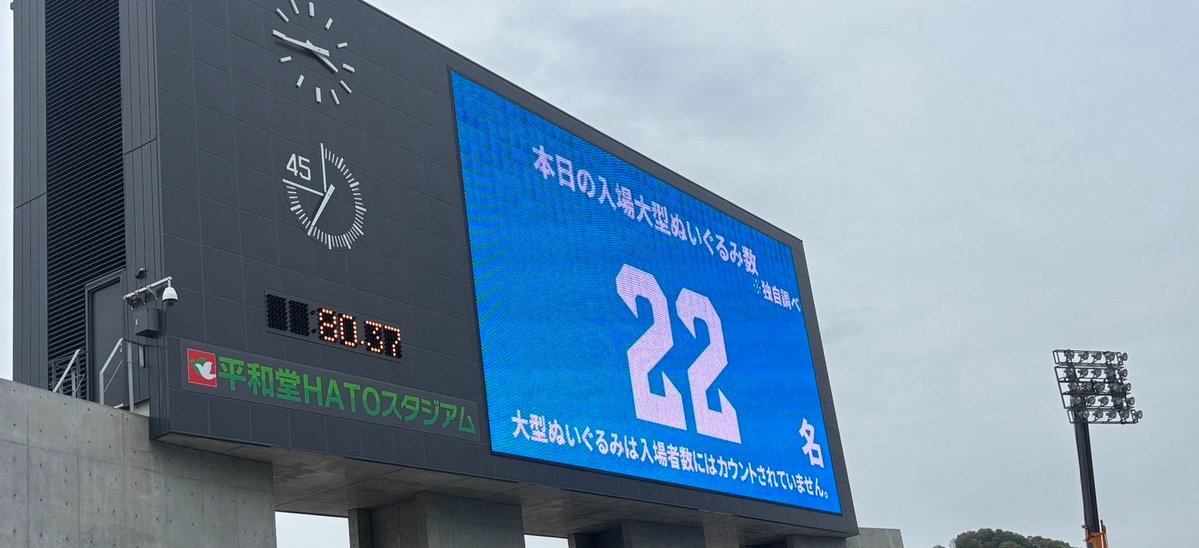 45
80.37
平和堂HATOスタジアム
本日の入場大型ぬいぐるみ数
※独自調べ
22
名
大型ぬいぐるみは入場者数にはカウントされていません。